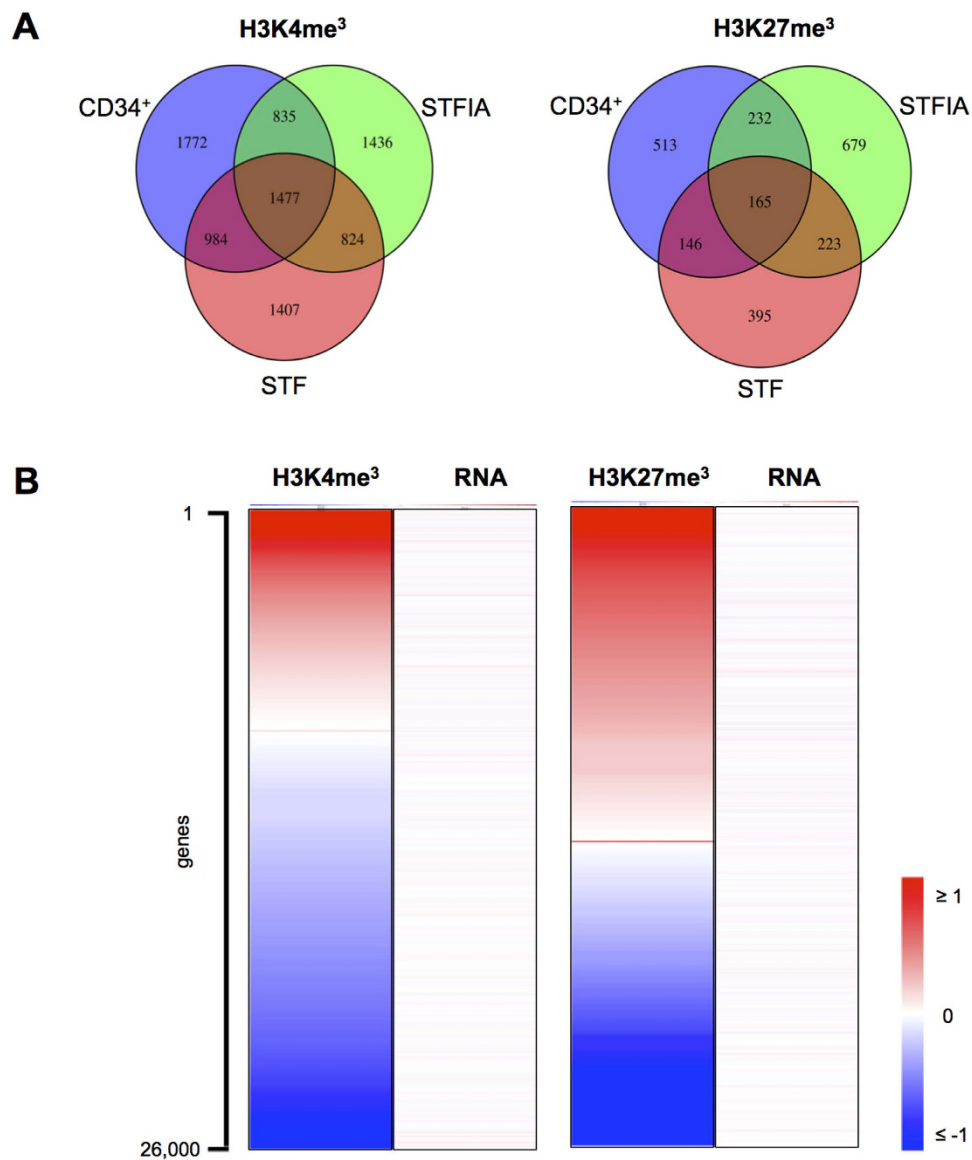 A
H3K4me³
H3K27me³
CD34⁺
835
STFIA
1772
1436
1477
984
824
1407
STF
CD34⁺
232
STFIA
513
679
165
146
223
395
STF
B
H3K4me³
RNA
H3K27me³
RNA
1
genes
26,000
≥ 1
0
≤ -1